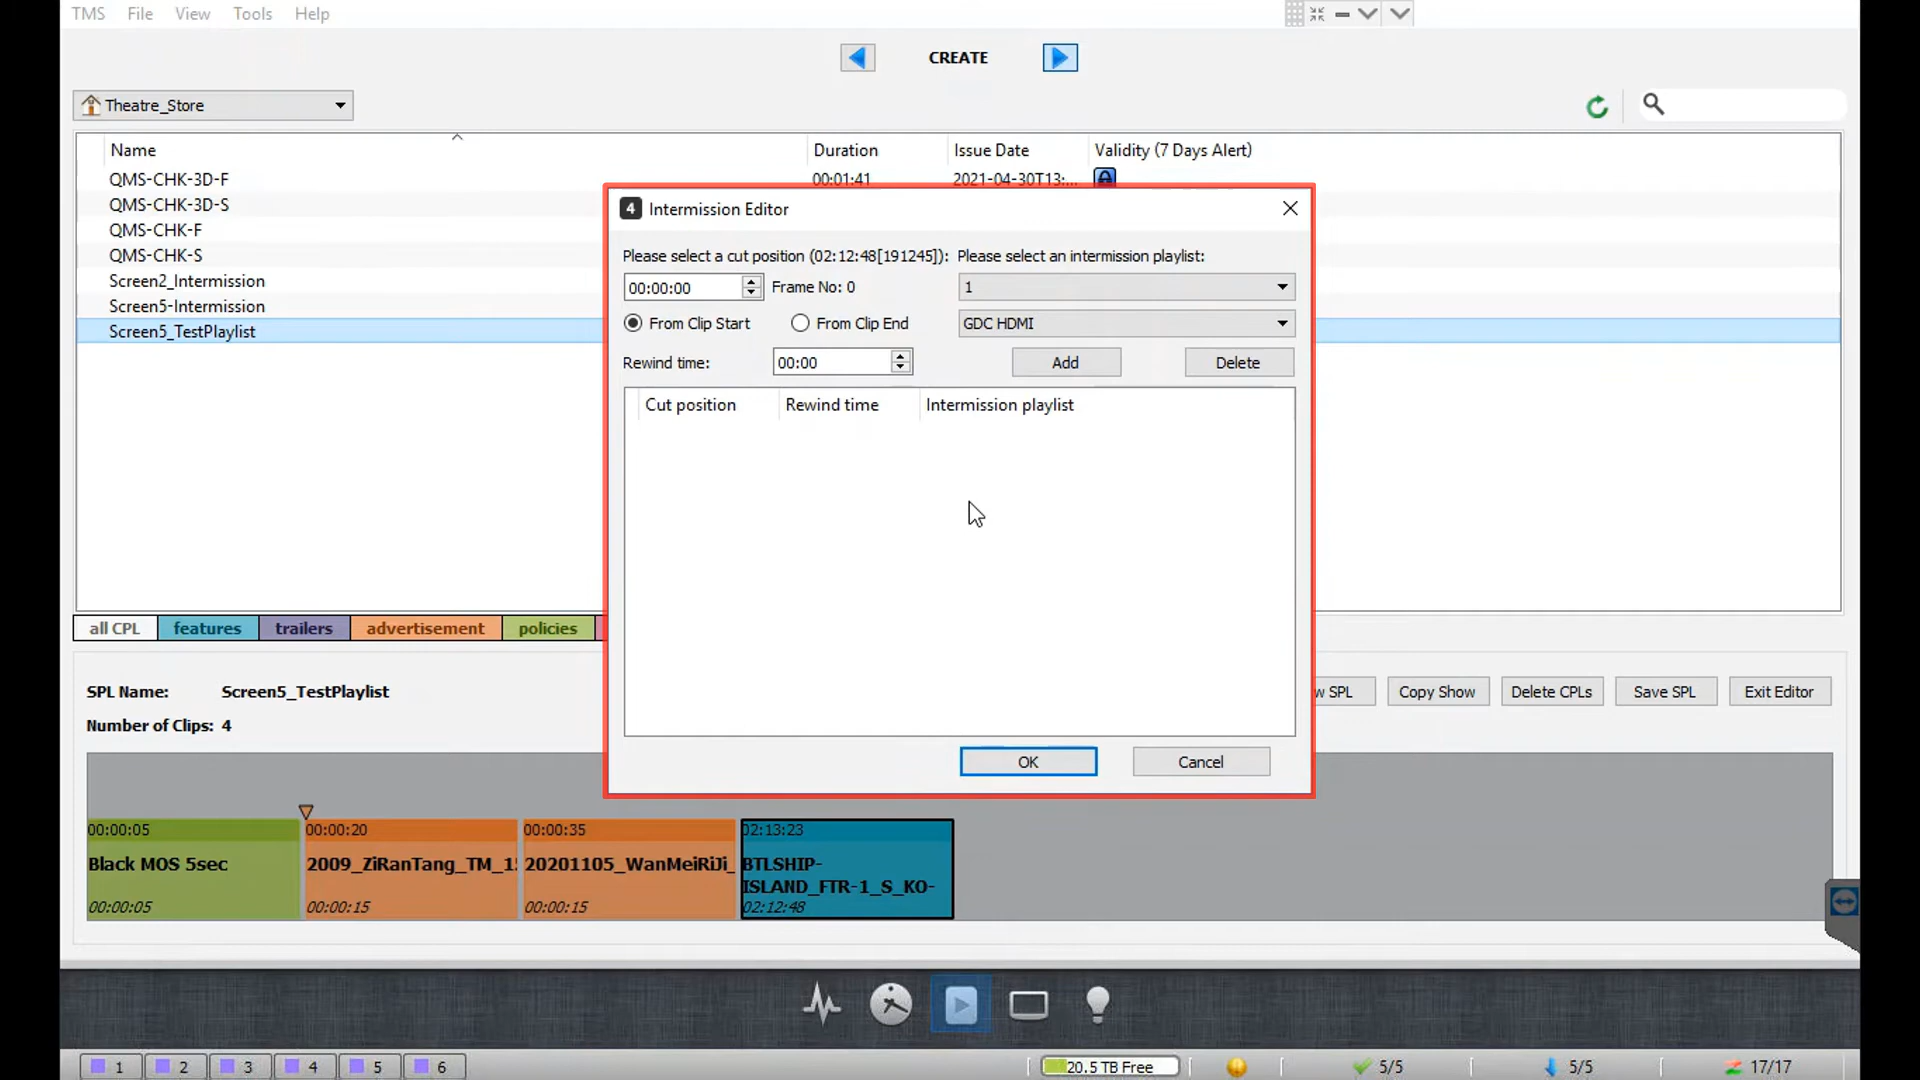 TMS File View Tools Help
CREATE
Theatre_Store
Name Duration Issue Date Validity (7 Days Alert)
QMS-CHK-3D-F 00:01:41 2021-04-30T13:...
QMS-CHK-3D-S
QMS-CHK-F
QMS-CHK-S
Screen2_Intermission
Screen5-Intermission
Screen5_TestPlaylist
4 Intermission Editor
Please select a cut position (02:12:48[191245]): Please select an intermission playlist:
00:00:00 Frame No: 0 1
From Clip Start From Clip End GDC HDMI
Rewind time: 00:00 Add Delete
Cut position Rewind time Intermission playlist
OK Cancel
all CPL features trailers advertisement policies
SPL Name: Screen5_TestPlaylist
w SPL Copy Show Delete CPLs Save SPL Exit Editor
Number of Clips: 4
00:00:05 00:00:20 00:00:35 02:13:23
Black MOS 5sec 2009_ZiRanTang_TM_15 20201105_WanMeiRiJi_ BTLSHIP-
ISLAND_FTR-1_S_KO-
00:00:05 00:00:15 00:00:15 02:12:48
1 2 3 4 5 6 20.5 TB Free 5/5 5/5 17/17